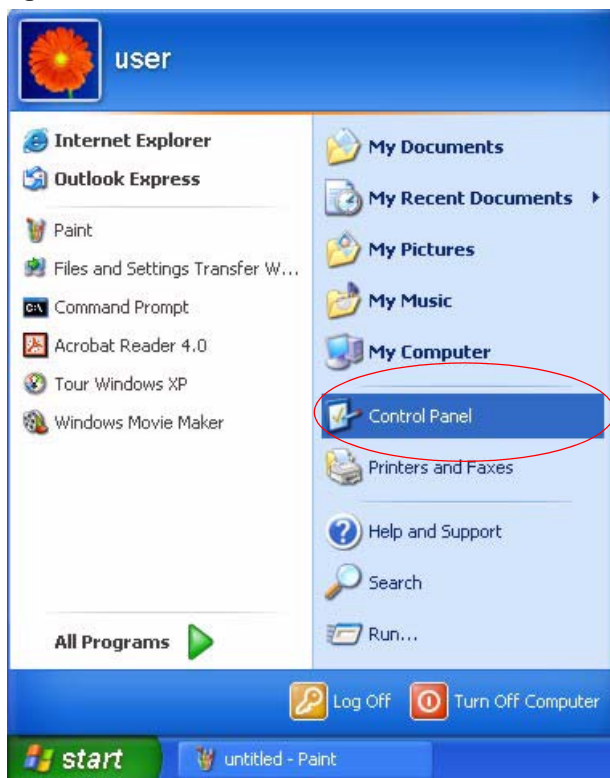 user
Internet Explorer
Outlook Express
Paint
Files and Settings Transfer W...
Command Prompt
Acrobat Reader 4.0
Tour Windows XP
Windows Movie Maker
All Programs
My Documents
My Recent Documents
My Pictures
My Music
My Computer
Control Panel
Printers and Faxes
Help and Support
Search
Run...
Log Off
Turn Off Computer
start
untitled - Paint